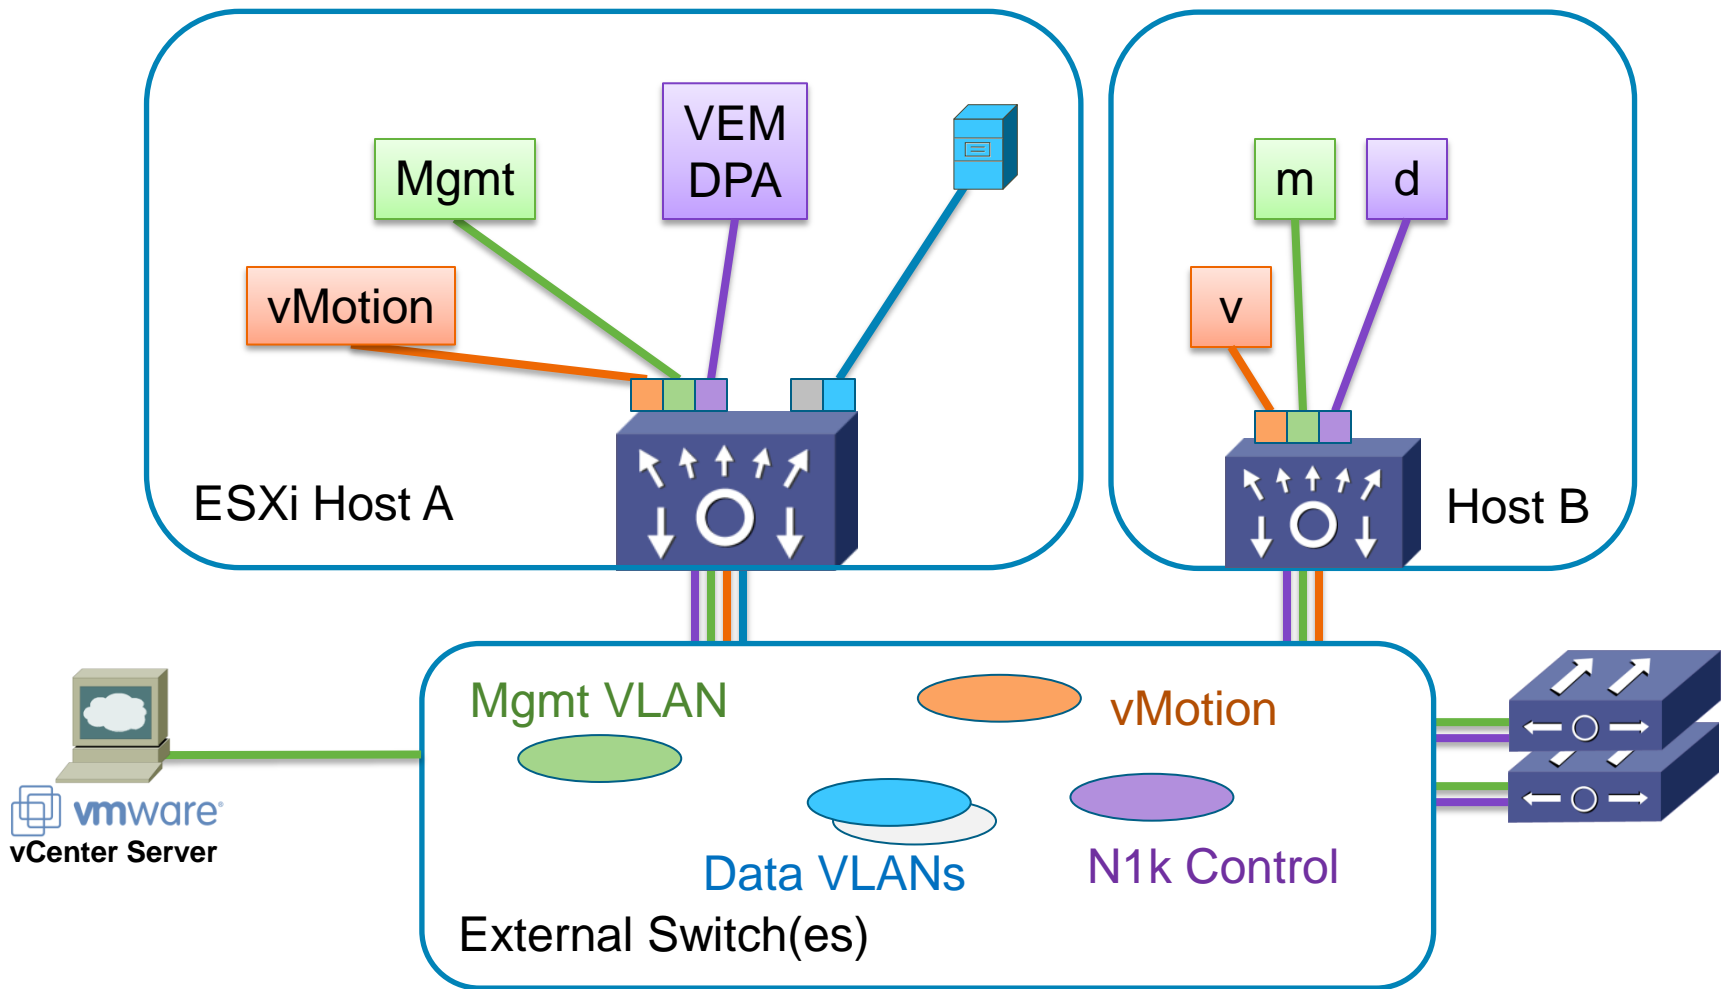 VEM
DPA
Mgmt
vMotion
ESXi Host A
m
d
v
Host B
Mgmt VLAN
vMotion
Data VLANs
N1k Control
External Switch(es)
vmware
vCenter Server